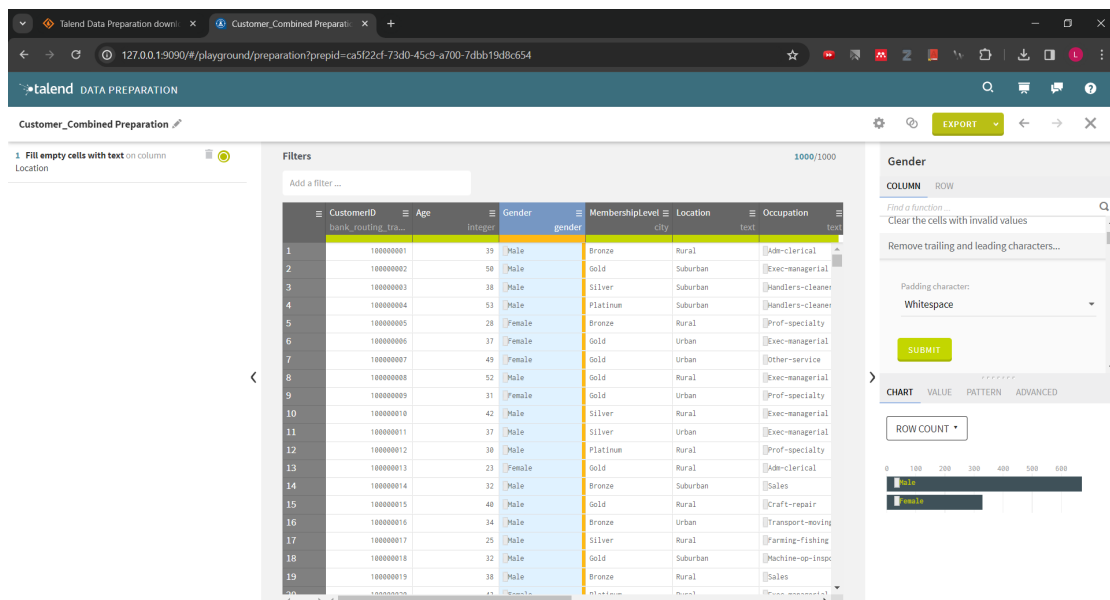 Talend Data Preparation downl
Customer_Combined Preparatio
127.0.0.1:9090/#/playground/preparation?prepid=ca5f22cf-73d0-45c9-a700-7dbb19d8c654
L
talend DATA PREPARATION
Customer_Combined Preparation
EXPORT
1 Fill empty cells with text on column
Location
Filters
1000/1000
Add a filter ...
CustomerID Age Gender MembershipLevel Location Occupation
bank_routing_tra... integer gender city text text
1 100000001 39 Male Bronze Rural Adm-clerical
2 100000002 50 Male Gold Suburban Exec-managerial
3 100000003 38 Male Silver Suburban Handlers-cleaner
4 100000004 53 Male Platinum Suburban Handlers-cleaner
5 100000005 28 Female Bronze Rural Prof-specialty
6 100000006 37 Female Gold Urban Exec-managerial
7 100000007 49 Female Gold Urban Other-service
8 100000008 52 Male Gold Rural Exec-managerial
9 100000009 31 Female Gold Urban Prof-specialty
10 100000010 42 Male Silver Rural Exec-managerial
11 100000011 37 Male Silver Urban Exec-managerial
12 100000012 30 Male Platinum Rural Prof-specialty
13 100000013 23 Female Gold Rural Adm-clerical
14 100000014 32 Male Bronze Suburban Sales
15 100000015 40 Male Gold Rural Craft-repair
16 100000016 34 Male Bronze Urban Transport-moving
17 100000017 25 Male Silver Rural Farming-fishing
18 100000018 32 Male Gold Suburban Machine-op-inspc
19 100000019 38 Male Bronze Rural Sales
Gender
COLUMN ROW
Find a function ...
Clear the cells with invalid values
Remove trailing and leading characters...
Padding character:
Whitespace
SUBMIT
CHART VALUE PATTERN ADVANCED
ROW COUNT
0 100 200 300 400 500 600
Male
Female